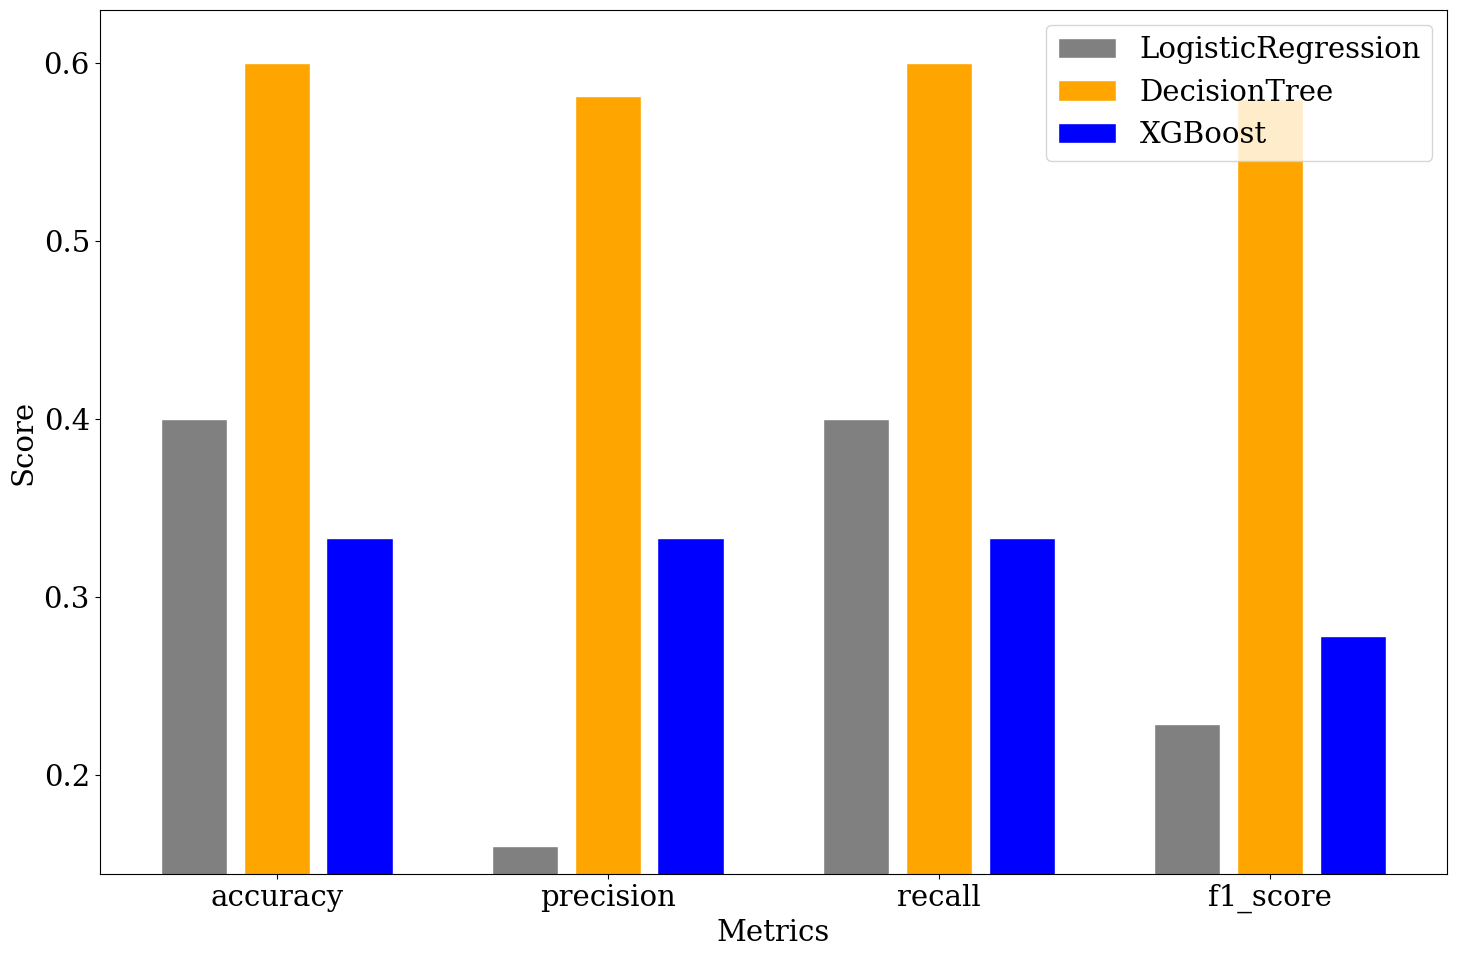 LogisticRegression
DecisionTree
XGBoost
0.6
0.5
0.4
0.3
0.2
Score
accuracy precision recall f1_score
Metrics